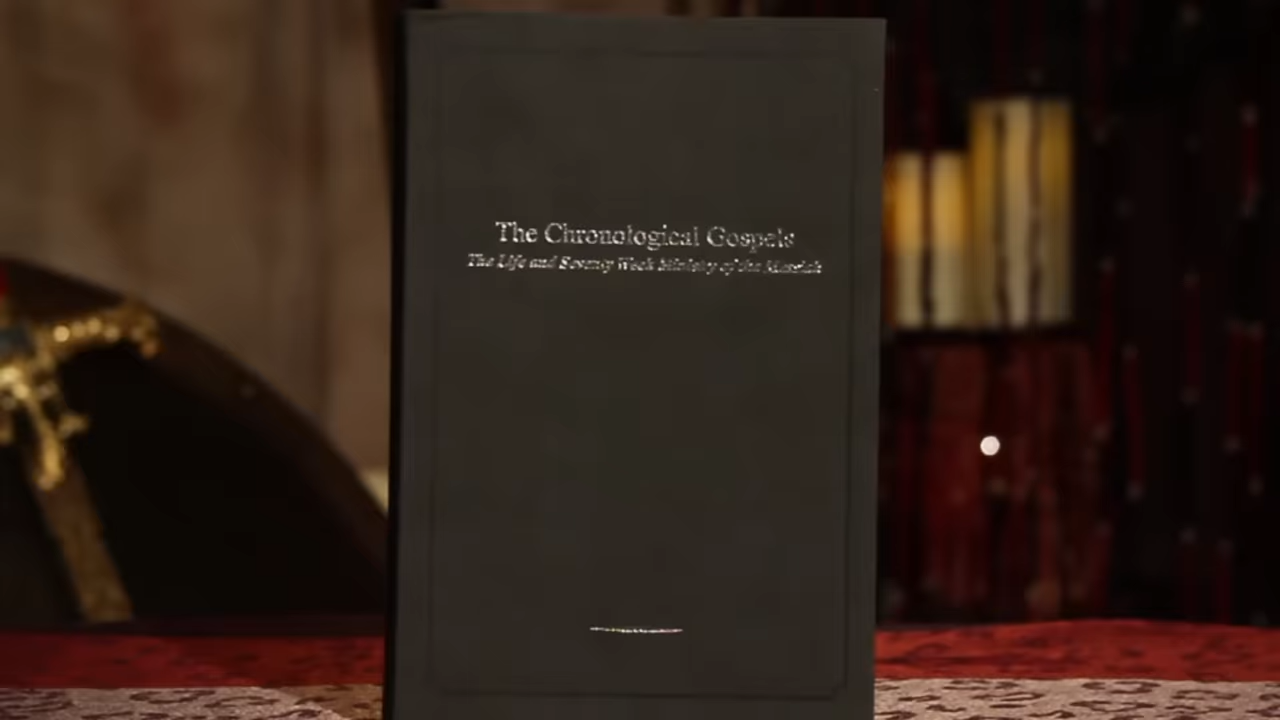 The Chronological Gospels
The Life and Seventy Week Ministry of the Messiah